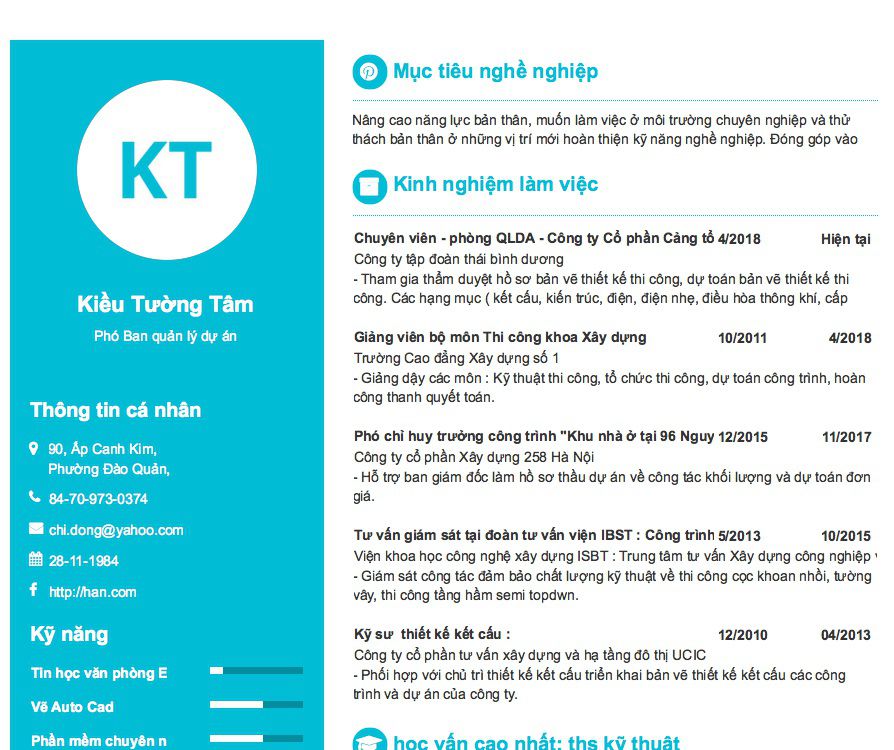 KT
Kiều Tường Tâm
Phó Ban quản lý dự án
Thông tin cá nhân
90, Ấp Canh Kim,
Phường Đào Quản,
84-70-973-0374
chi.dong@yahoo.com
28-11-1984
http://han.com
Kỹ năng
Tin học văn phòng E
Vẽ Auto Cad
Phần mềm chuyên n
Mục tiêu nghề nghiệp
Nâng cao năng lực bản thân, muốn làm việc ở môi trường chuyên nghiệp và thử
thách bản thân ở những vị trí mới hoàn thiện kỹ năng nghề nghiệp. Đóng góp vào
Kinh nghiệm làm việc
Chuyên viên - phòng QLDA - Công ty Cổ phần Cảng tổ 4/2018 Hiện tại
Công ty tập đoàn thái bình dương
- Tham gia thẩm duyệt hồ sơ bản vẽ thiết kế thi công, dự toán bản vẽ thiết kế thi
công. Các hạng mục ( kết cấu, kiến trúc, điện, điện nhẹ, điều hòa thông khí, cấp
Giảng viên bộ môn Thi công khoa Xây dựng 10/2011 4/2018
Trường Cao đẳng Xây dựng số 1
- Giảng dậy các môn : Kỹ thuật thi công, tổ chức thi công, dự toán công trình, hoàn
công thanh quyết toán.
Phó chỉ huy trưởng công trình "Khu nhà ở tại 96 Nguy 12/2015 11/2017
Công ty cổ phần Xây dựng 258 Hà Nội
- Hỗ trợ ban giám đốc làm hồ sơ thầu dự án về công tác khối lượng và dự toán đơn
giá.
Tư vấn giám sát tại đoàn tư vấn viện IBST : Công trình 5/2013 10/2015
Viện khoa học công nghệ xây dựng ISBT : Trung tâm tư vấn Xây dựng công nghiệp
- Giám sát công tác đảm bảo chất lượng kỹ thuật về thi công cọc khoan nhồi, tường
vây, thi công tầng hầm semi topdwn.
Kỹ sư thiết kế kết cấu : 12/2010 04/2013
Công ty cổ phần tư vấn xây dựng và hạ tầng đô thị UCIC
- Phối hợp với chủ trì thiết kế kết cấu triển khai bản vẽ thiết kế kết cấu các công
trình và dự án của công ty.
học vấn cao nhất: ths kỹ thuật